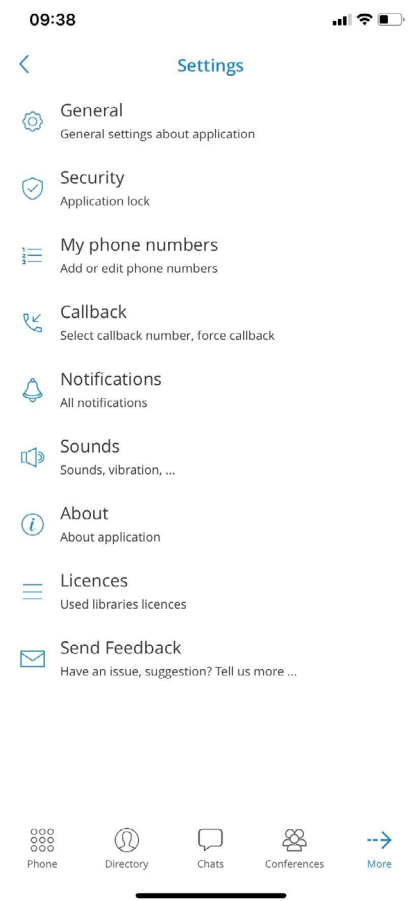 09:38
Settings
General
General settings about application
Security
Application lock
My phone numbers
Add or edit phone numbers
Callback
Select callback number, force callback
Notifications
All notifications
Sounds
Sounds, vibration, ...
About
About application
Licences
Used libraries licences
Send Feedback
Have an issue, suggestion? Tell us more ...
Phone Directory Chats Conferences More